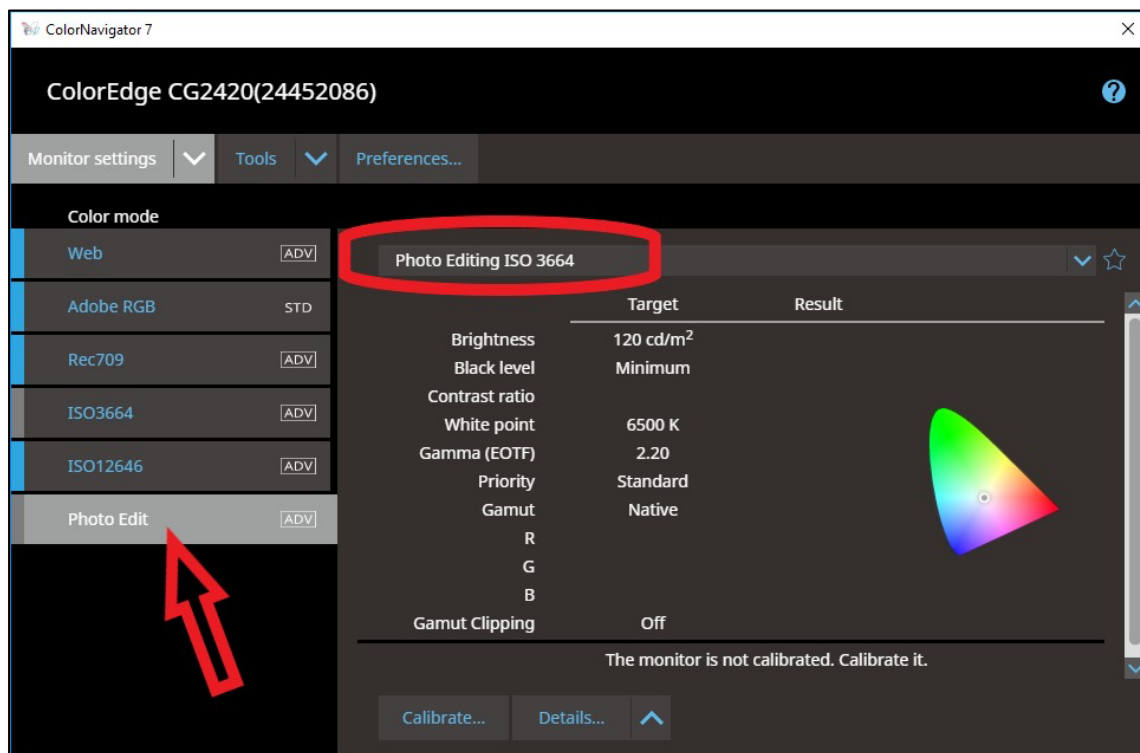 ColorNavigator 7
ColorEdge CG2420(24452086)
Monitor settings Tools Preferences...
Color mode
Web ADV
Adobe RGB STD
Rec709 ADV
ISO3664 ADV
ISO12646 ADV
Photo Edit ADV
Photo Editing ISO 3664
Target Result
Brightness 120 cd/m²
Black level Minimum
Contrast ratio
White point 6500 K
Gamma (EOTF) 2.20
Priority Standard
Gamut Native
R
G
B
Gamut Clipping Off
The monitor is not calibrated. Calibrate it.
Calibrate... Details...